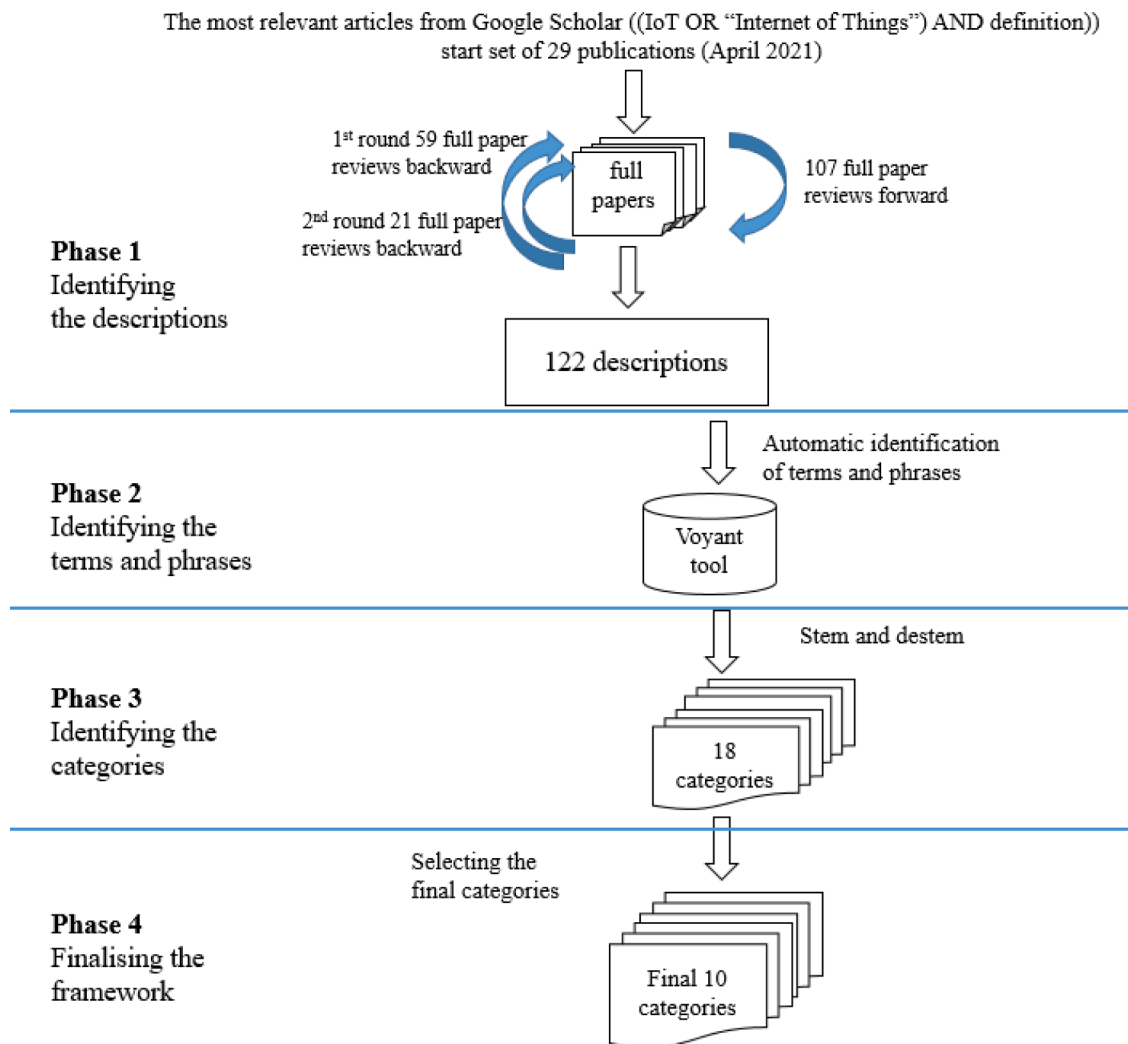 The most relevant articles from Google Scholar ((IoT OR “Internet of Things”) AND definition))
start set of 29 publications (April 2021)
1st round 59 full paper
reviews backward
full
papers
107 full paper
reviews forward
2nd round 21 full paper
reviews backward
Phase 1
Identifying
the descriptions
122 descriptions
Automatic identification
of terms and phrases
Phase 2
Identifying the
terms and phrases
Voyant
tool
Stem and destem
Phase 3
Identifying the
categories
18
categories
Selecting the
final categories
Phase 4
Finalising the
framework
Final 10
categories